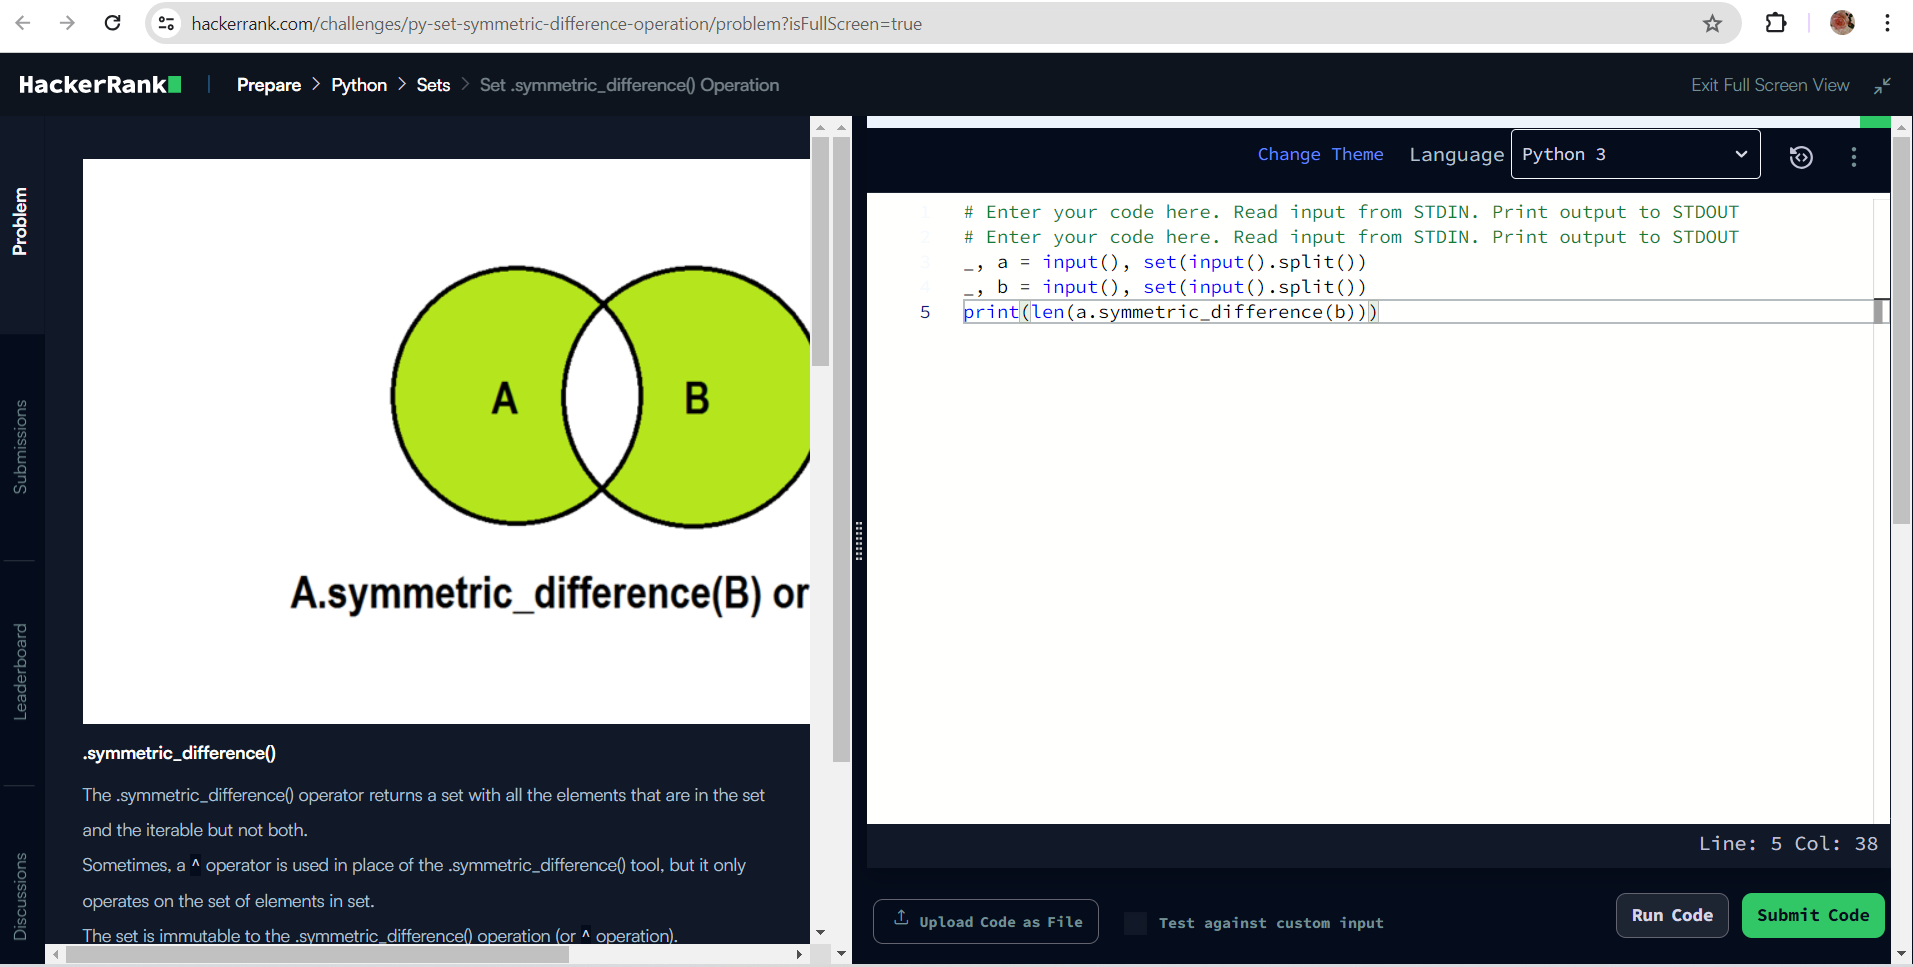 hackerrank.com/challenges/py-set-symmetric-difference-operation/problem?isFullScreen=true
HackerRank | Prepare > Python > Sets > Set .symmetric_difference() Operation
Exit Full Screen View
Problem
Submissions
Leaderboard
Discussions
A B
A.symmetric_difference(B) or
.symmetric_difference()
The .symmetric_difference() operator returns a set with all the elements that are in the set
and the iterable but not both.
Sometimes, a ^ operator is used in place of the .symmetric_difference() tool, but it only
operates on the set of elements in set.
The set is immutable to the .symmetric_difference() operation (or ^ operation).
Change Theme Language Python 3
1 # Enter your code here. Read input from STDIN. Print output to STDOUT
2 # Enter your code here. Read input from STDIN. Print output to STDOUT
3 _, a = input(), set(input().split())
4 _, b = input(), set(input().split())
5 print(len(a.symmetric_difference(b)))
Line: 5 Col: 38
Upload Code as File
Test against custom input
Run Code
Submit Code